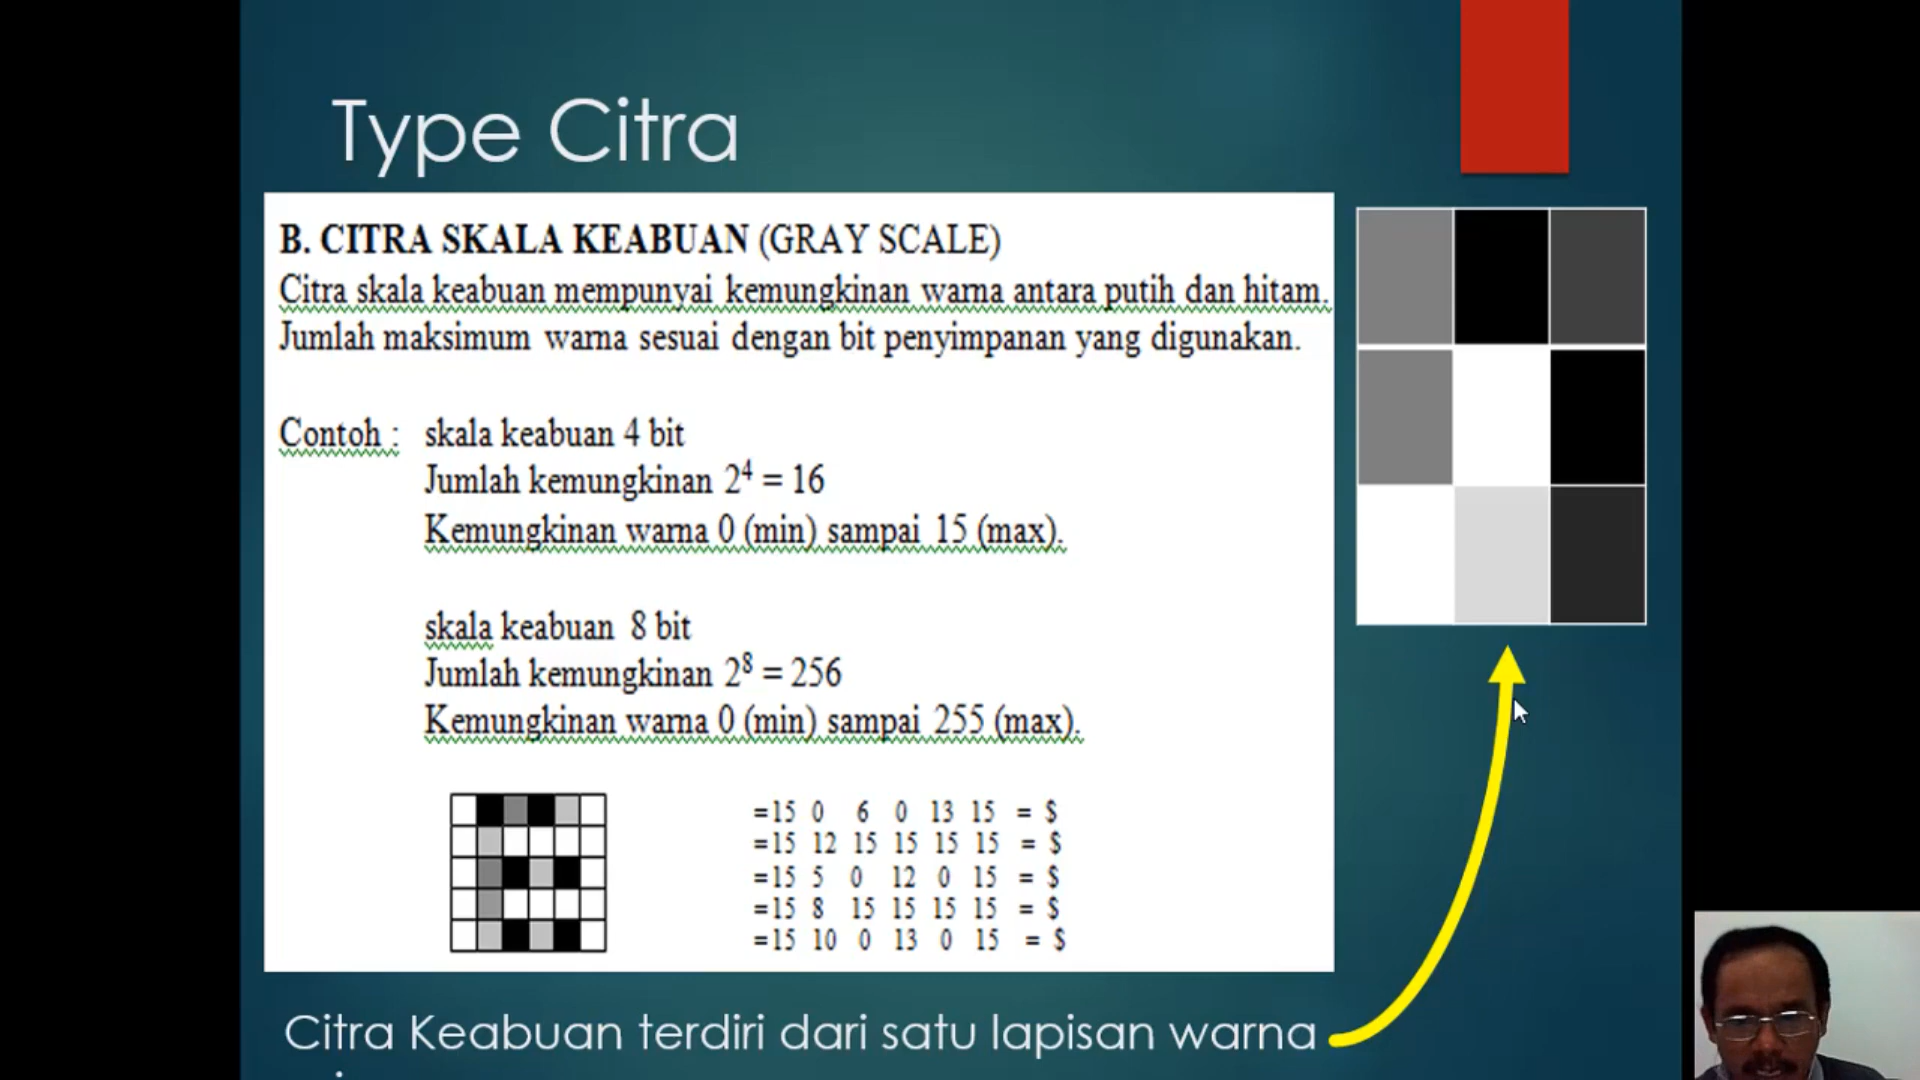 Type Citra
B. CITRA SKALA KEABUAN (GRAY SCALE)
Citra skala keabuan mempunyai kemungkinan warna antara putih dan hitam.
Jumlah maksimum warna sesuai dengan bit penyimpanan yang digunakan.
Contoh : skala keabuan 4 bit
Jumlah kemungkinan 2⁴ = 16
Kemungkinan warna 0 (min) sampai 15 (max).
skala keabuan 8 bit
Jumlah kemungkinan 2⁸ = 256
Kemungkinan warna 0 (min) sampai 255 (max).
=15 0 6 0 13 15 = $
=15 12 15 15 15 15 = $
=15 5 0 12 0 15 = $
=15 8 15 15 15 15 = $
=15 10 0 13 0 15 = $
Citra Keabuan terdiri dari satu lapisan warna